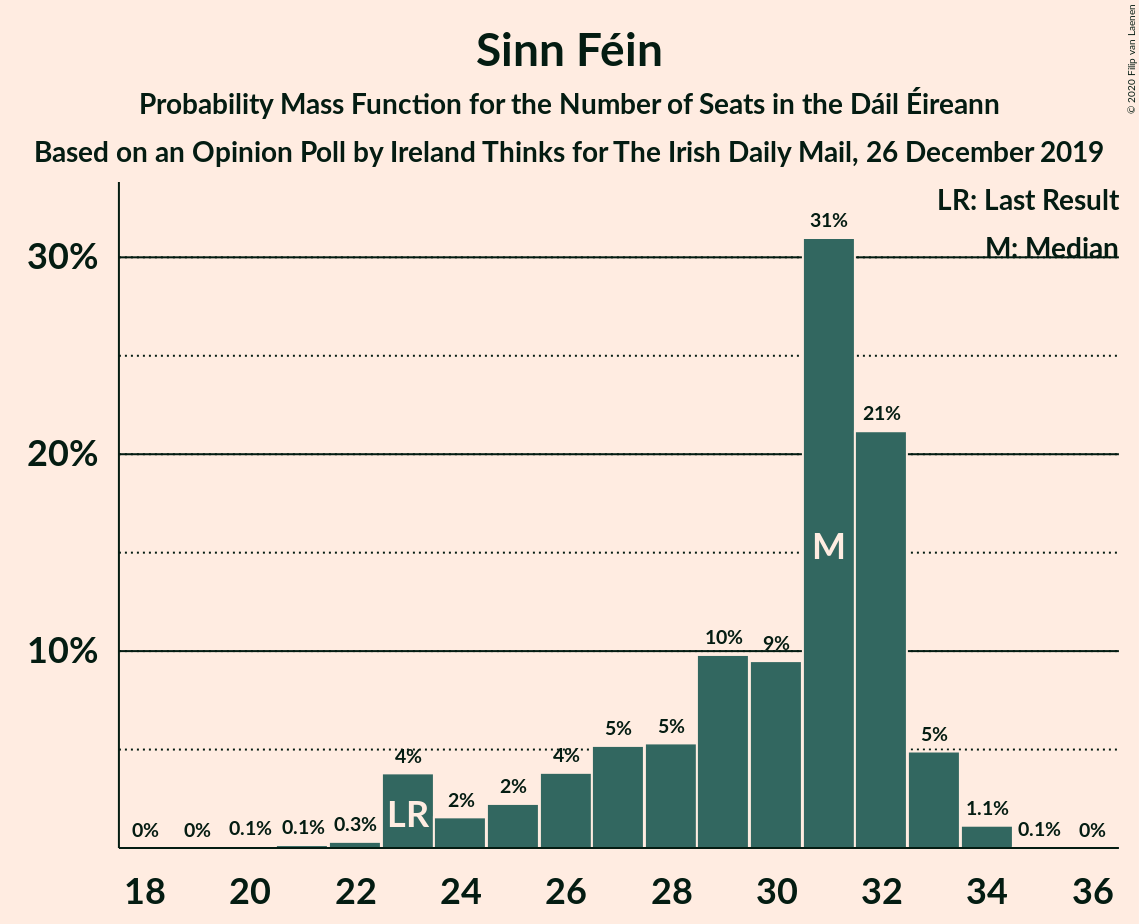 Sinn Féin
Probability Mass Function for the Number of Seats in the Dáil Éireann
Based on an Opinion Poll by Ireland Thinks for The Irish Daily Mail, 26 December 2019
© 2020 Filip van Laenen
LR: Last Result
M: Median
30%
20%
10%
0%
0%
0.1%
0.1%
0.3%
4%
2%
2%
4%
5%
5%
10%
9%
31%
21%
5%
1.1%
0.1%
0%
LR
M
18 20 22 24 26 28 30 32 34 36